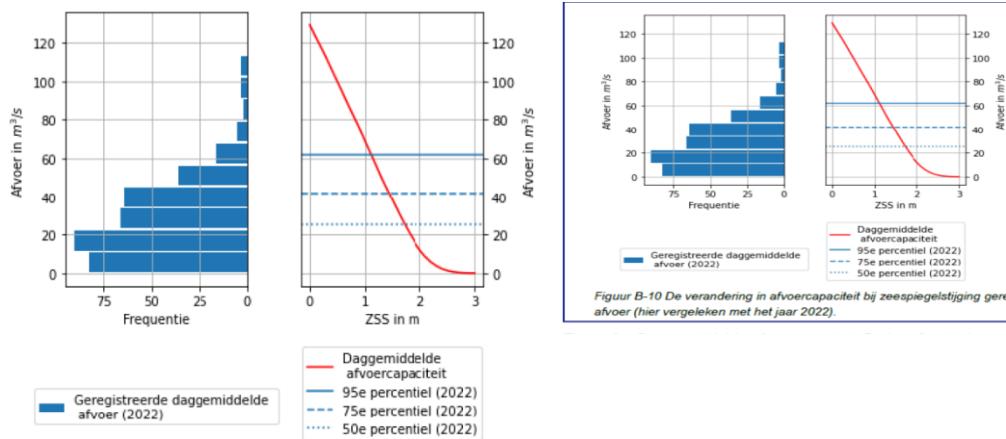 120
100
80
60
40
20
0
Afvoer in m³/s
75
50
25
0
Frequentie
120
100
80
60
40
20
0
Afvoer in m³/s
0
1
2
3
ZSS in m
Geregistreerde daggemiddelde
afvoer (2022)
Daggemiddelde
afvoercapaciteit
95e percentiel (2022)
75e percentiel (2022)
50e percentiel (2022)
120
100
80
60
40
20
0
Afvoer in m³/s
75
50
25
0
Frequentie
120
100
80
60
40
20
0
Afvoer in m³/s
0
1
2
3
ZSS in m
Geregistreerde daggemiddelde
afvoer (2022)
Daggemiddelde
afvoercapaciteit
95e percentiel (2022)
75e percentiel (2022)
50e percentiel (2022)
Figuur B-10 De verandering in afvoercapaciteit bij zeespiegelstijging gere
afvoer (hier vergeleken met het jaar 2022).